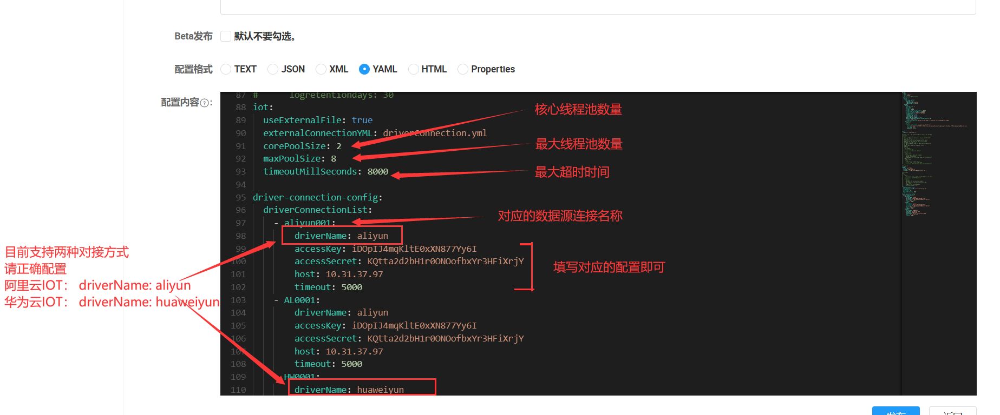 Beta发布 默认不要勾选。
配置格式 TEXT JSON XML YAML HTML Properties
配置内容?:
87 # logretentiondays: 30
88 iot:
89 useExternalFile: true
90 externalConnectionYML: driverConnection.yml
91 corePoolSize: 2
92 maxPoolSize: 8
93 timeoutMillSeconds: 8000
94
95 driver-connection-config:
96 driverConnectionList:
97 - aliyun001:
98 driverName: aliyun
99 accessKey: iDOpIJ4mqKltE0xXN877Yy6I
100 accessSecret: KQtta2d2bH1r0ONOofbxYr3HFiXrjY
101 host: 10.31.37.97
102 timeout: 5000
103 - AL0001:
104 driverName: aliyun
105 accessKey: iDOpIJ4mqKltE0xXN877Yy6I
106 accessSecret: KQtta2d2bH1r0ONOofbxYr3HFiXrjY
107 host: 10.31.37.97
108 timeout: 5000
109 HW0001:
110 driverName: huaweiyun
核心线程池数量
最大线程池数量
最大超时时间
对应的数据源连接名称
填写对应的配置即可
目前支持两种对接方式
请正确配置
阿里云IOT： driverName: aliyun
华为云IOT： driverName: huaweiyun
发布 返回